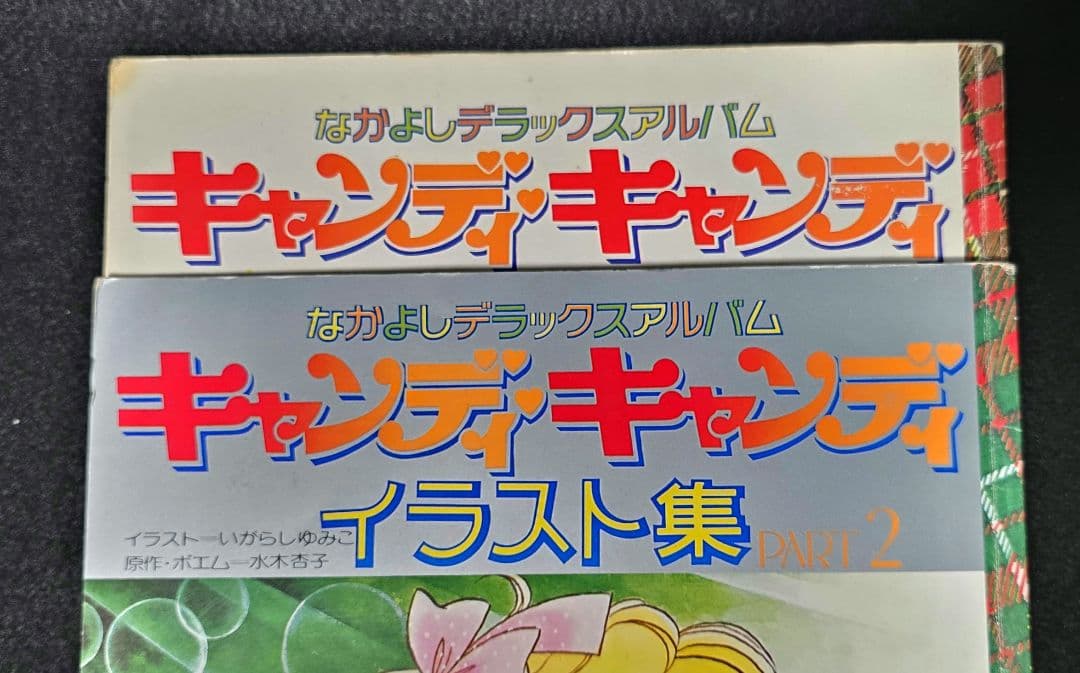 なかよしデラックスアルバム
キャンディ・キャンディ
なかよしデラックスアルバム
キャンディ・キャンディ
イラスト集 PART 2
イラスト—いがらしゆみこ
原作・ポエム—水木杏子